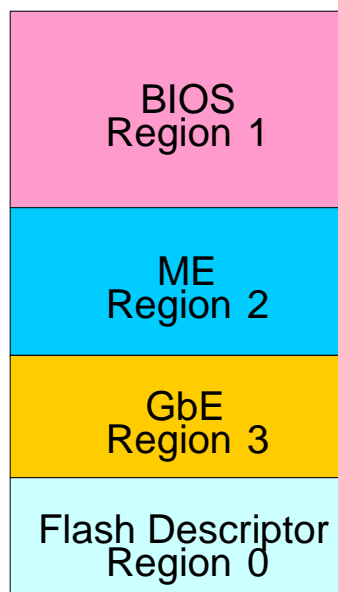 BIOS
Region 1
ME
Region 2
GbE
Region 3
Flash Descriptor
Region 0